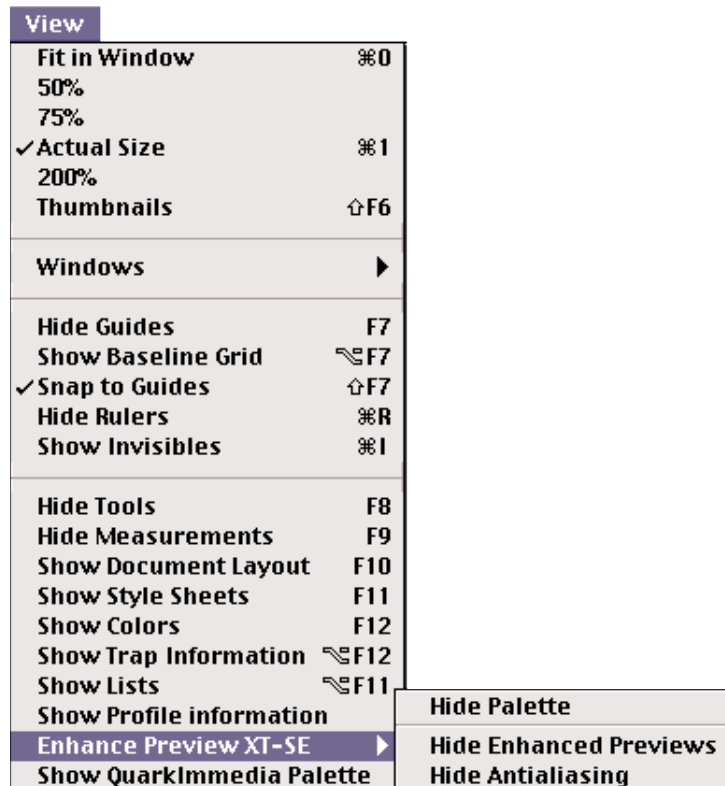 View
Fit in Window ⌘0
50%
75%
✓Actual Size ⌘1
200%
Thumbnails ⇧F6
Windows ▶
Hide Guides F7
Show Baseline Grid ⌥F7
✓Snap to Guides ⇧F7
Hide Rulers ⌘R
Show Invisibles ⌘I
Hide Tools F8
Hide Measurements F9
Show Document Layout F10
Show Style Sheets F11
Show Colors F12
Show Trap Information ⌥F12
Show Lists ⌥F11
Show Profile information
Enhance Preview XT-SE ▶
Show QuarkImmedia Palette
Hide Palette
Hide Enhanced Previews
Hide Antialiasing